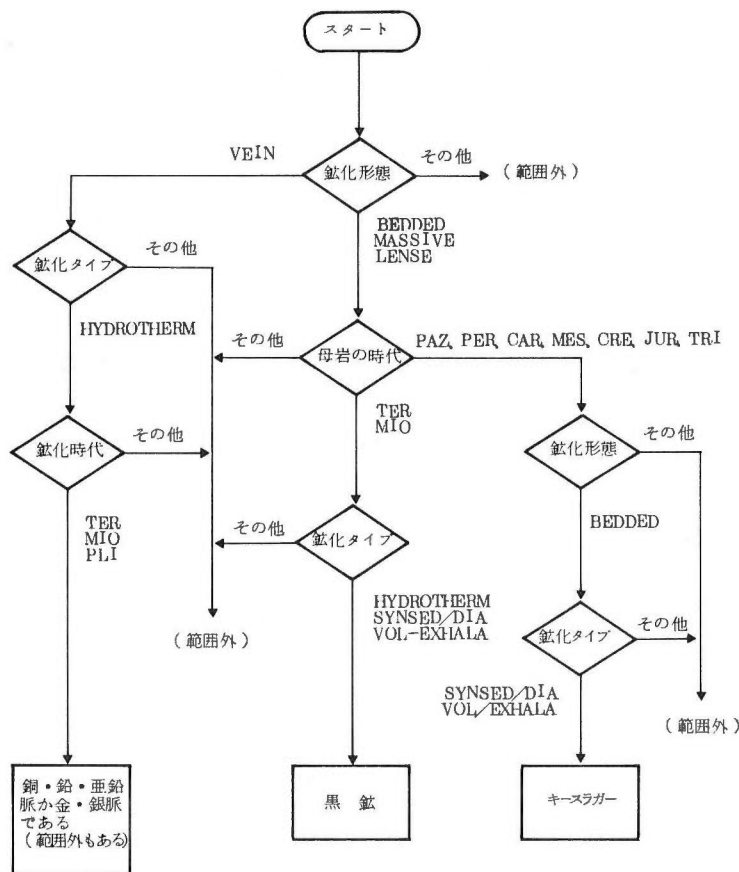 スタート
VEIN
鉱化形態
その他
(範囲外)
BEDDED
MASSIVE
LENSE
鉱化タイプ
その他
HYDROTHERM
その他
母岩の時代
PAZ, PER, CAR, MES, CRE, JUR, TRI
TER
MIO
鉱化時代
その他
鉱化形態
その他
TER
MIO
PLI
その他
鉱化タイプ
BEDDED
HYDROTHERM
SYNSED/DIA
VOL-EXHALA
(範囲外)
鉱化タイプ
その他
SYNSED/DIA
VOL/EXHALA
(範囲外)
銅・鉛・亜鉛
脈か金・銀脈
である
(範囲外もある)
黒鉱
キースラガー